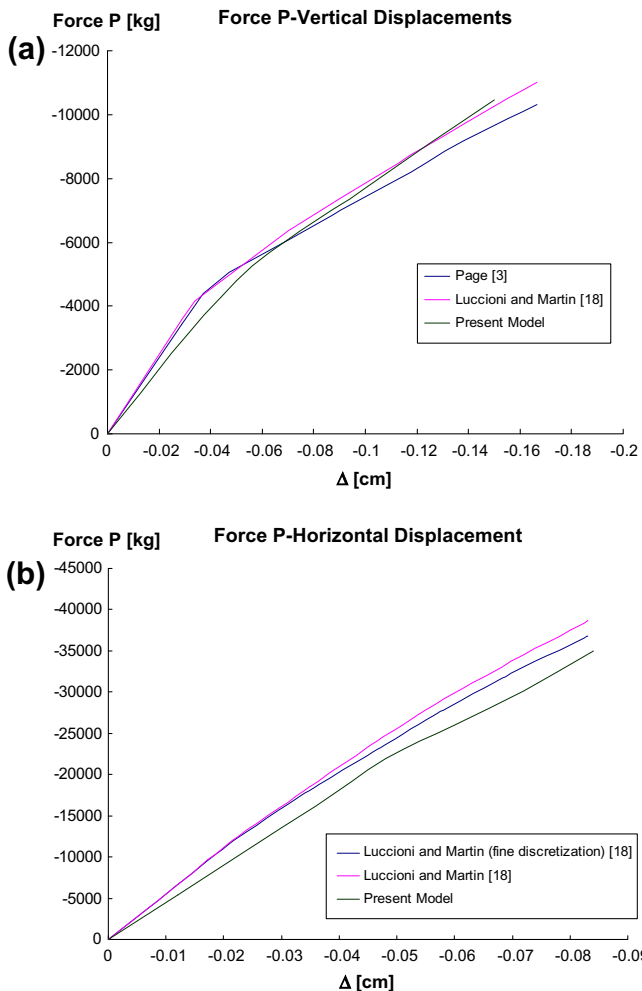 Force P [kg]
Force P-Vertical Displacements
(a)
-12000
-10000
-8000
-6000
-4000
-2000
0
Page [3]
Luccioni and Martin [18]
Present Model
0 -0.02 -0.04 -0.06 -0.08 -0.1 -0.12 -0.14 -0.16 -0.18 -0.2
Δ [cm]
Force P [kg]
Force P-Horizontal Displacement
(b)
-45000
-40000
-35000
-30000
-25000
-20000
-15000
-10000
-5000
0
Luccioni and Martin (fine discretization) [18]
Luccioni and Martin [18]
Present Model
0 -0.01 -0.02 -0.03 -0.04 -0.05 -0.06 -0.07 -0.08 -0.09
Δ [cm]